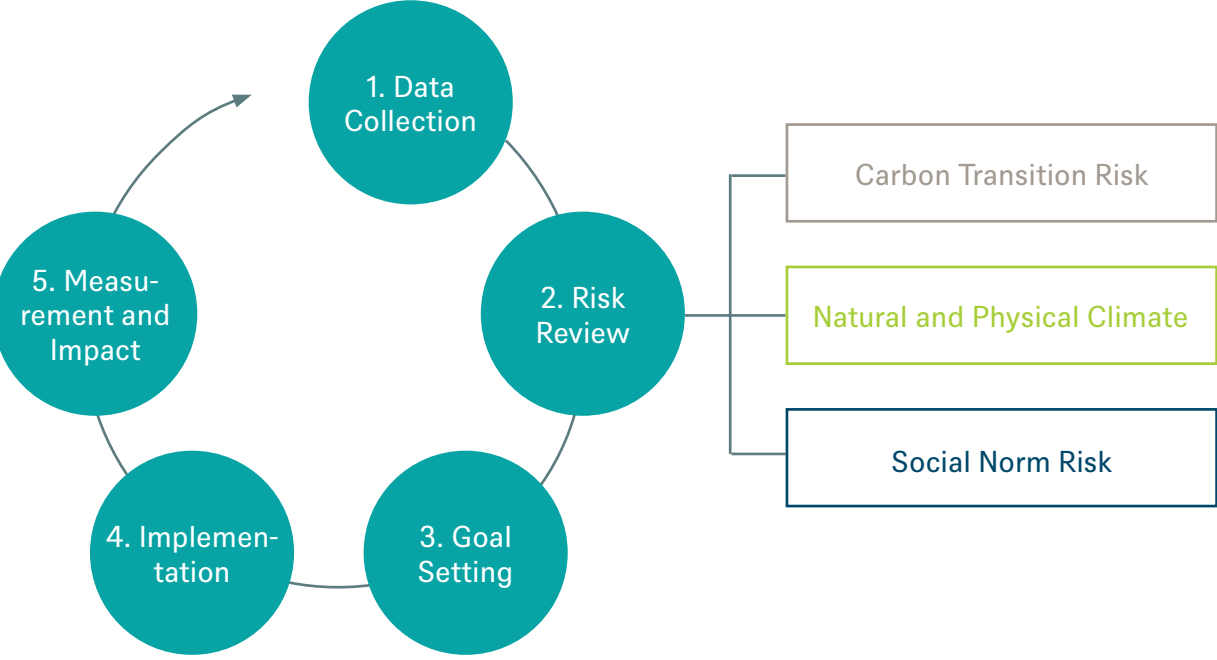 1. Data
Collection
2. Risk
Review
3. Goal
Setting
4. Implemen-
tation
5. Measu-
rement and
Impact
Carbon Transition Risk
Natural and Physical Climate
Social Norm Risk